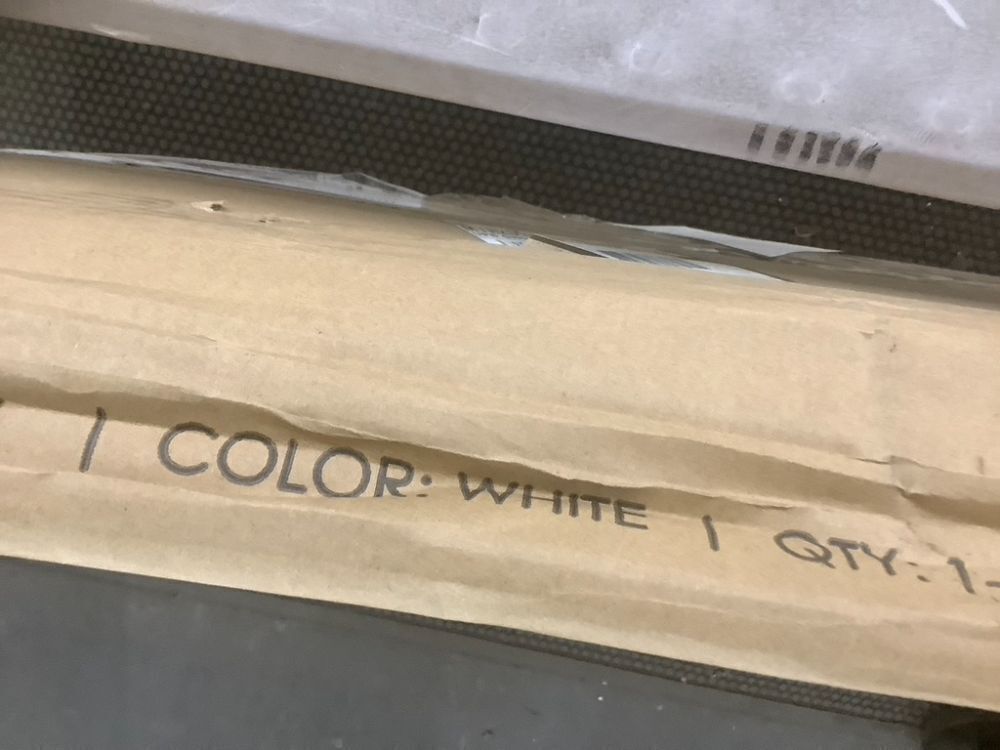 | COLOR: WHITE | QTY: 1-